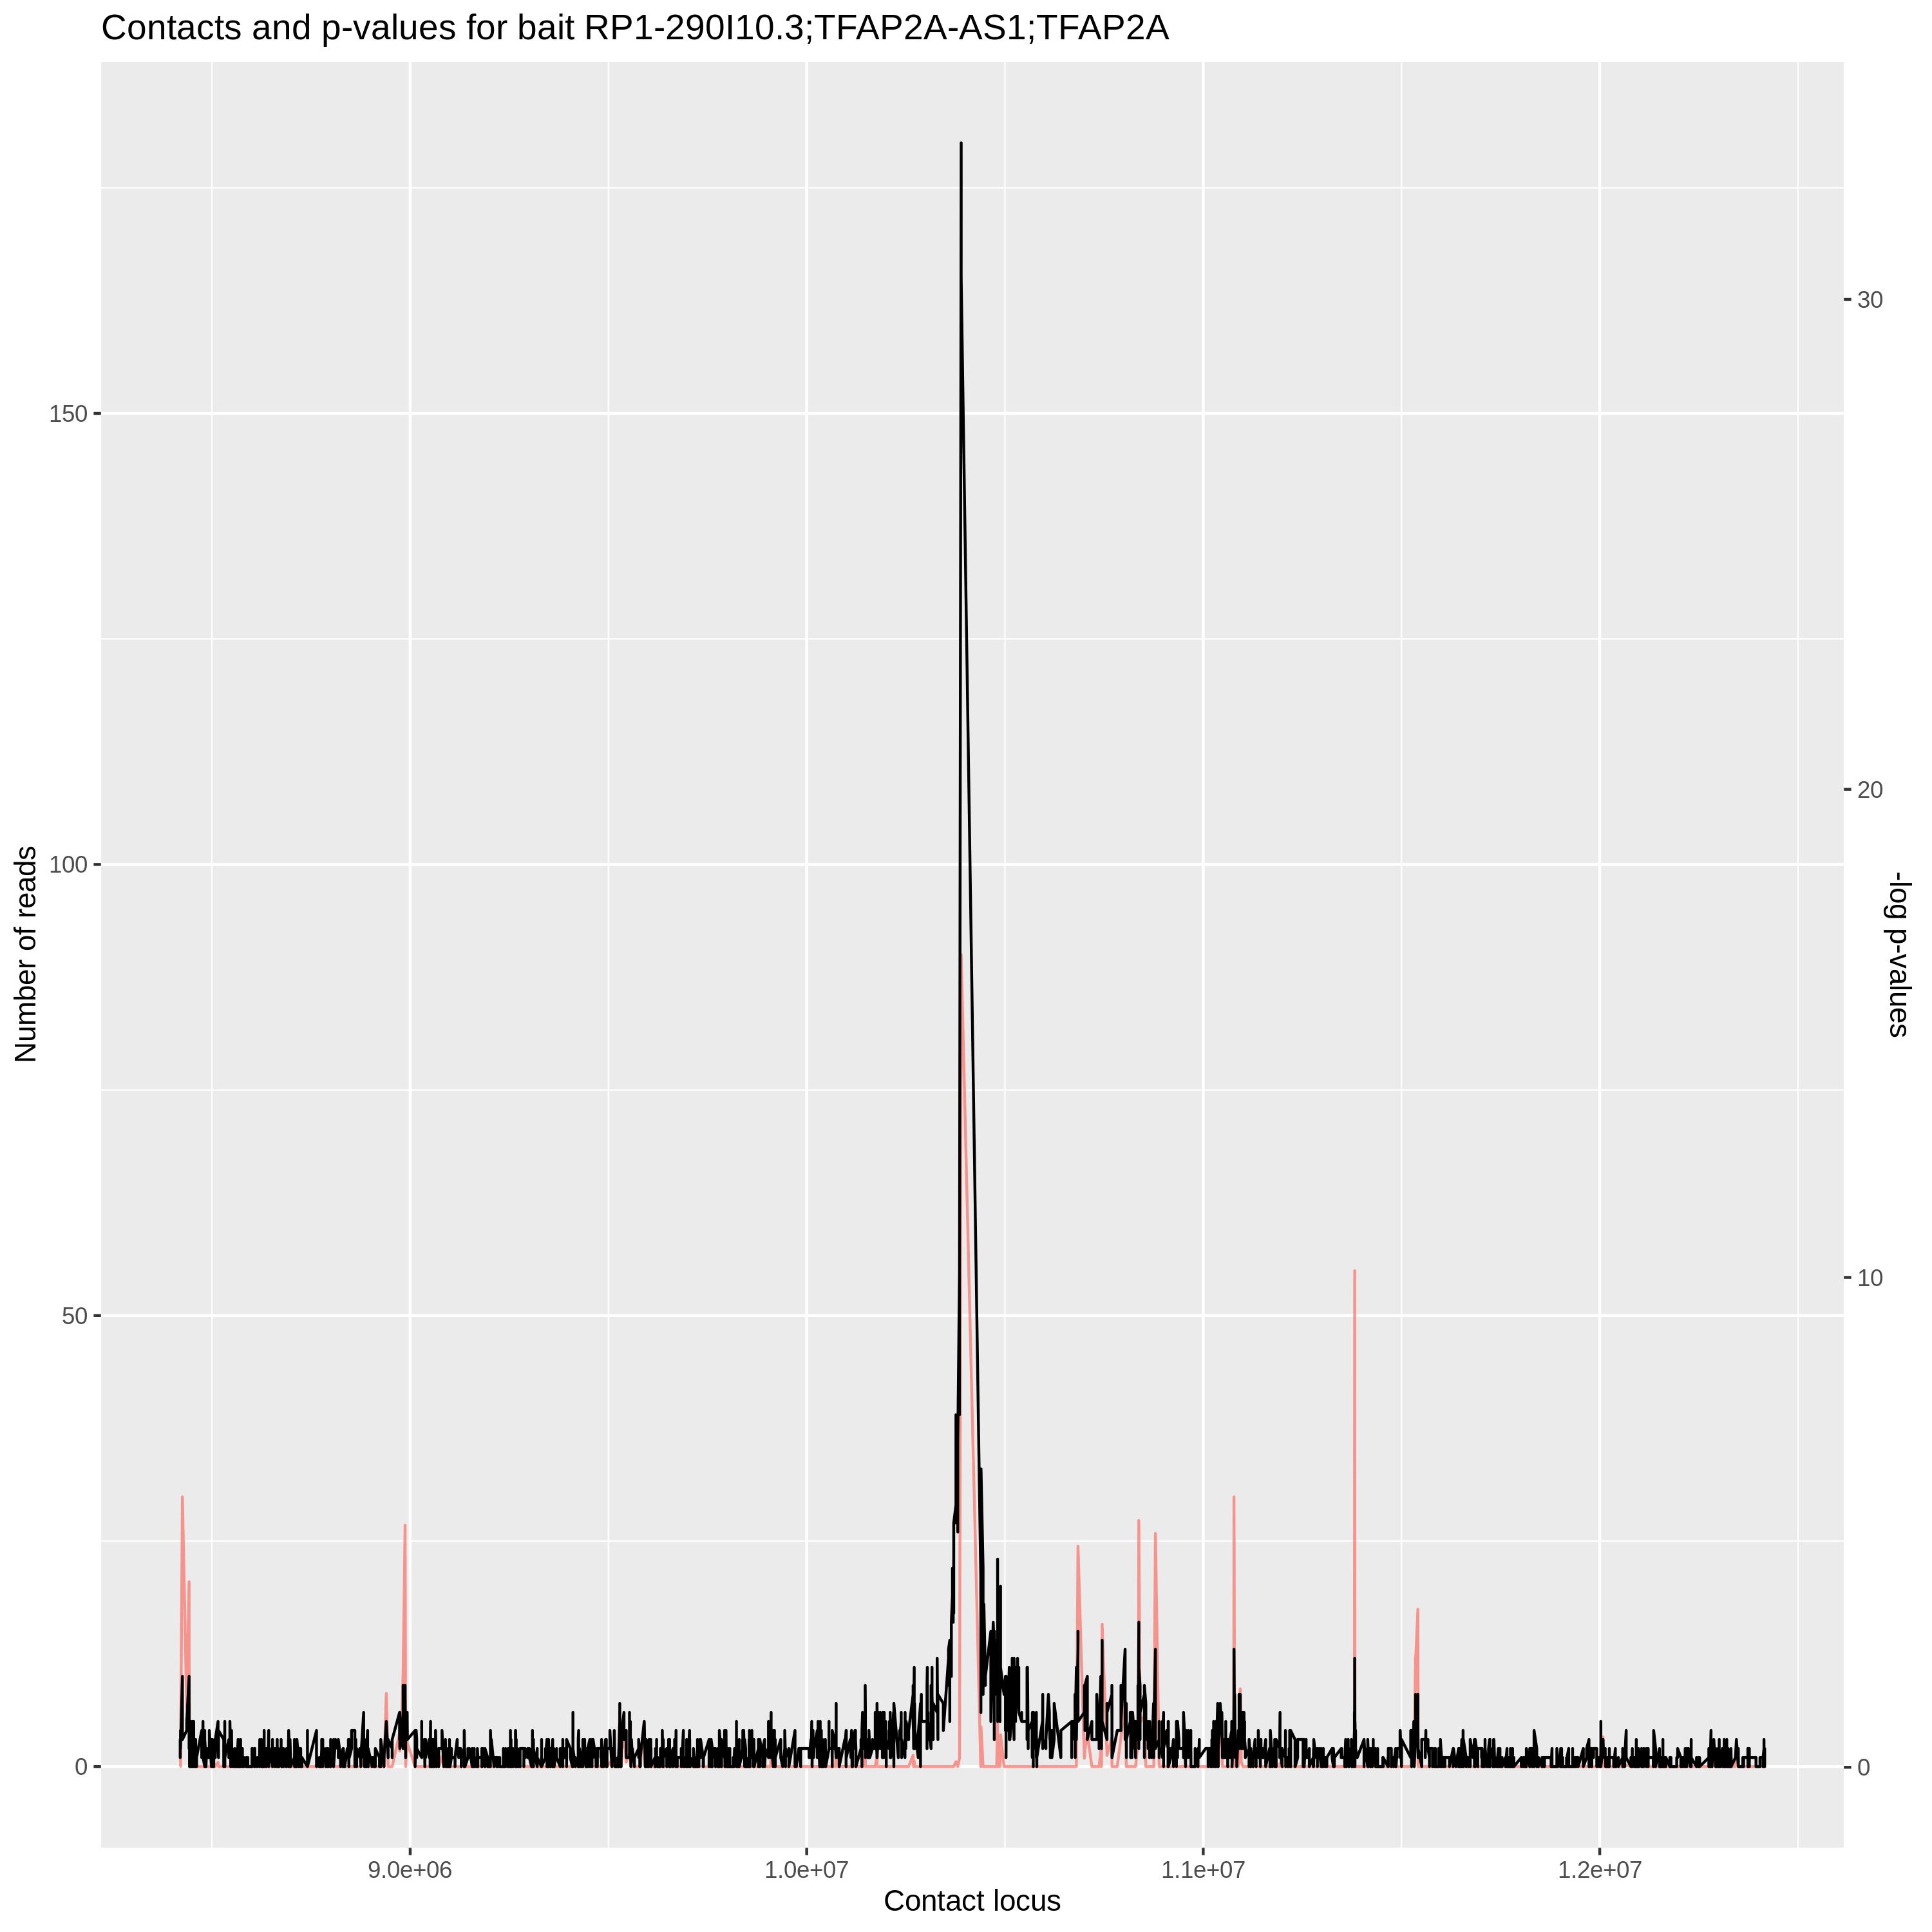 Contacts and p-values for bait RP1-290I10.3;TFAP2A-AS1;TFAP2A
150
100
50
0
Number of reads
30
20
10
0
-log p-values
9.0e+06
1.0e+07
1.1e+07
1.2e+07
Contact locus